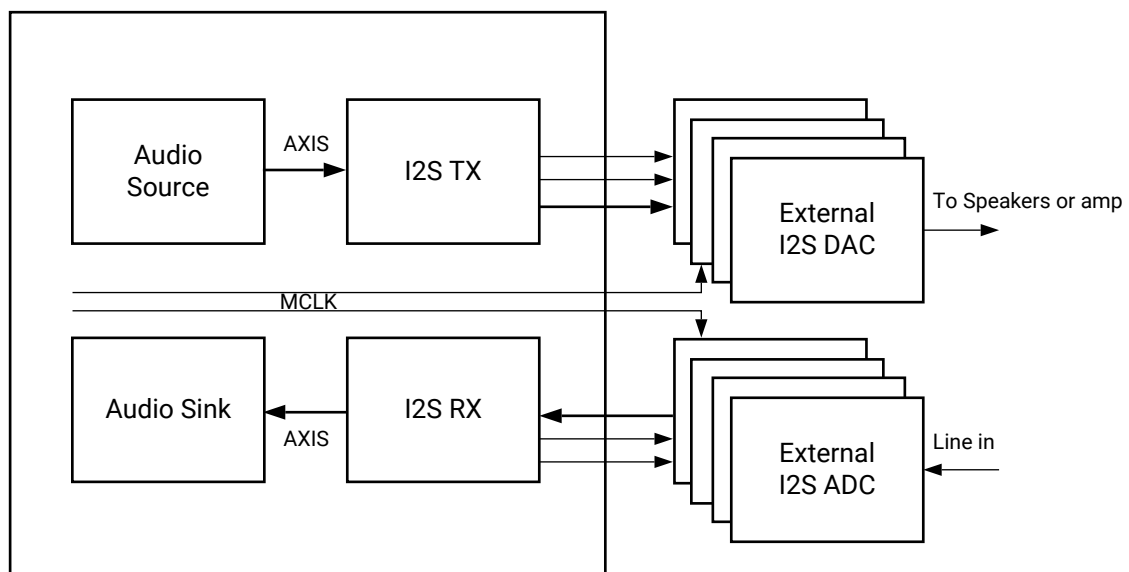 Audio
Source
AXIS
I2S TX
External
I2S DAC
To Speakers or amp
MCLK
Audio Sink
AXIS
I2S RX
External
I2S ADC
Line in